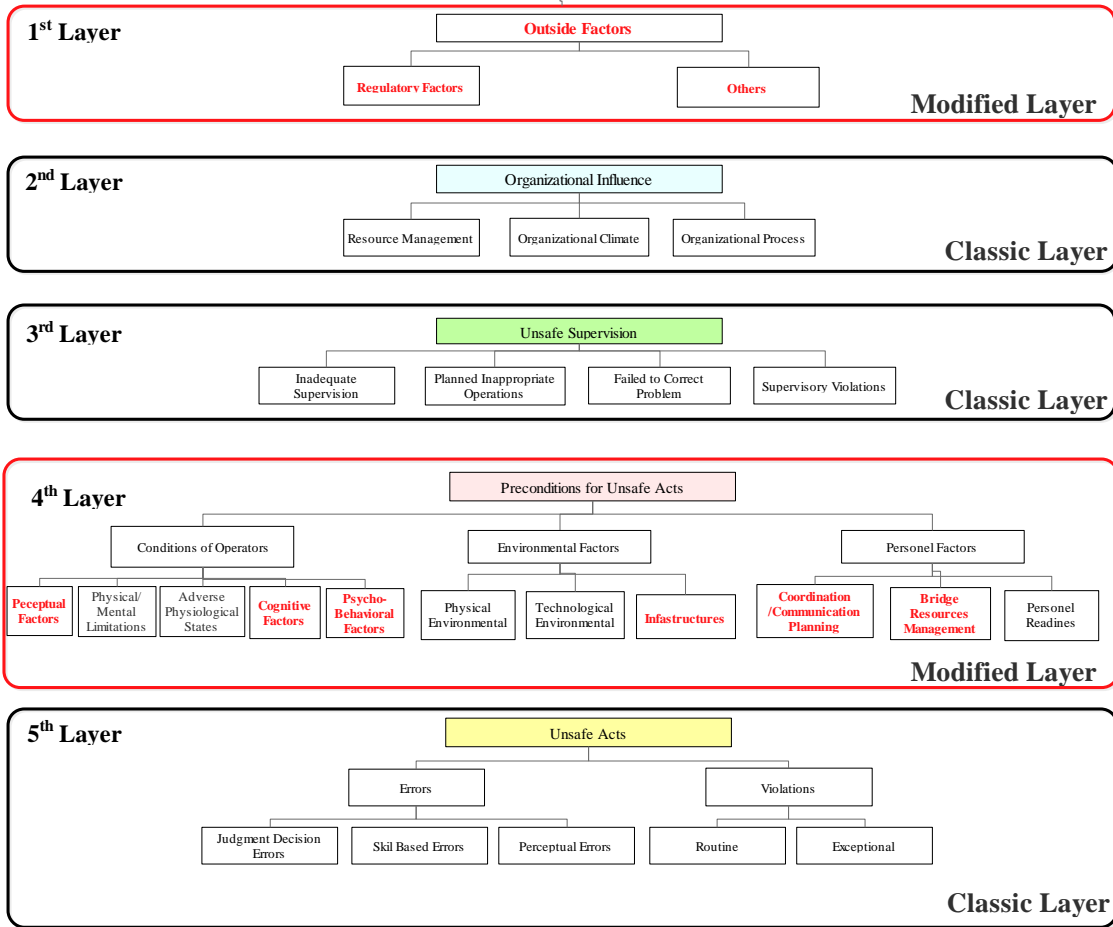 1st Layer
Outside Factors
Regulatory Factors
Others
Modified Layer
2nd Layer
Organizational Influence
Resource Management
Organizational Climate
Organizational Process
Classic Layer
3rd Layer
Unsafe Supervision
Inadequate
Supervision
Planned Inappropriate
Operations
Failed to Correct
Problem
Supervisory Violations
Classic Layer
4th Layer
Preconditions for Unsafe Acts
Conditions of Operators
Environmental Factors
Personel Factors
Peceptual
Factors
Physical/
Mental
Limitations
Adverse
Physiological
States
Cognitive
Factors
Psycho-
Behavioral
Factors
Physical
Environmental
Technological
Environmental
Infastructures
Coordination
/Communication
Planning
Bridge
Resources
Management
Personel
Readines
Modified Layer
5th Layer
Unsafe Acts
Errors
Violations
Judgment Decision
Errors
Skil Based Errors
Perceptual Errors
Routine
Exceptional
Classic Layer